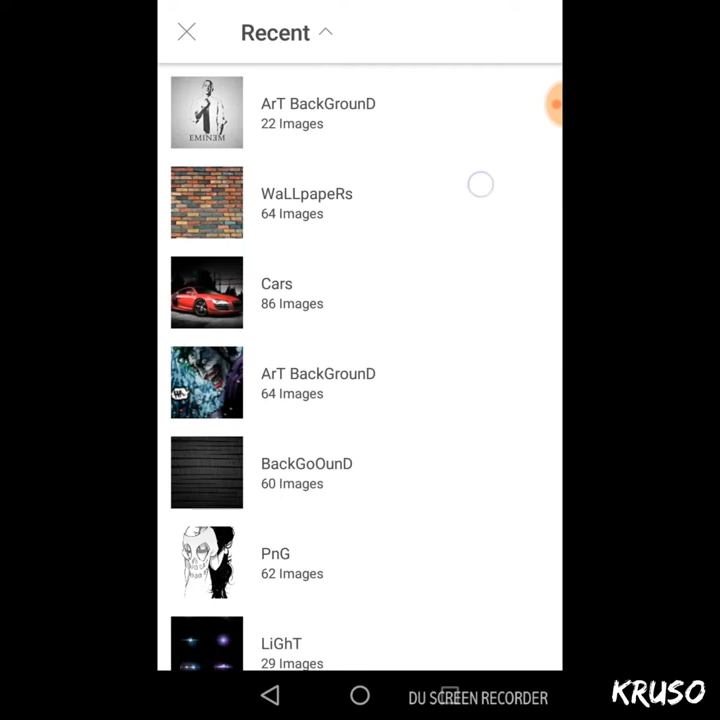 Recent
ArT BackGrounD
22 Images
EMINƎM
WaLLpapeRs
64 Images
Cars
86 Images
ArT BackGrounD
64 Images
BackGoOunD
60 Images
PnG
62 Images
LiGhT
29 Images
DU SCREEN RECORDER
KRUSO